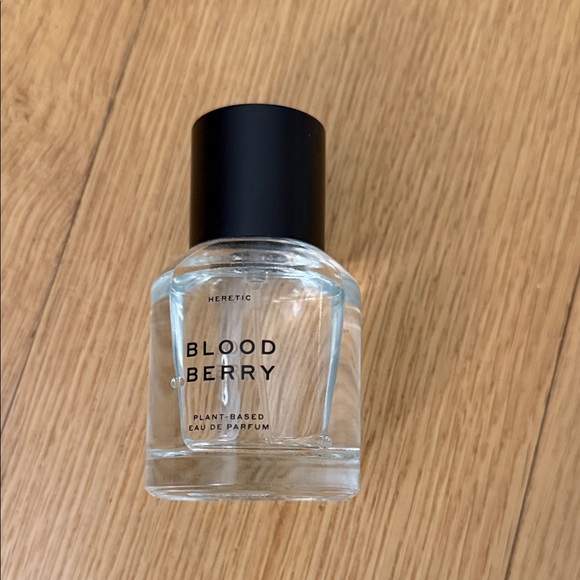 HERETIC
BLOOD
BERRY
PLANT-BASED
EAU DE PARFUM